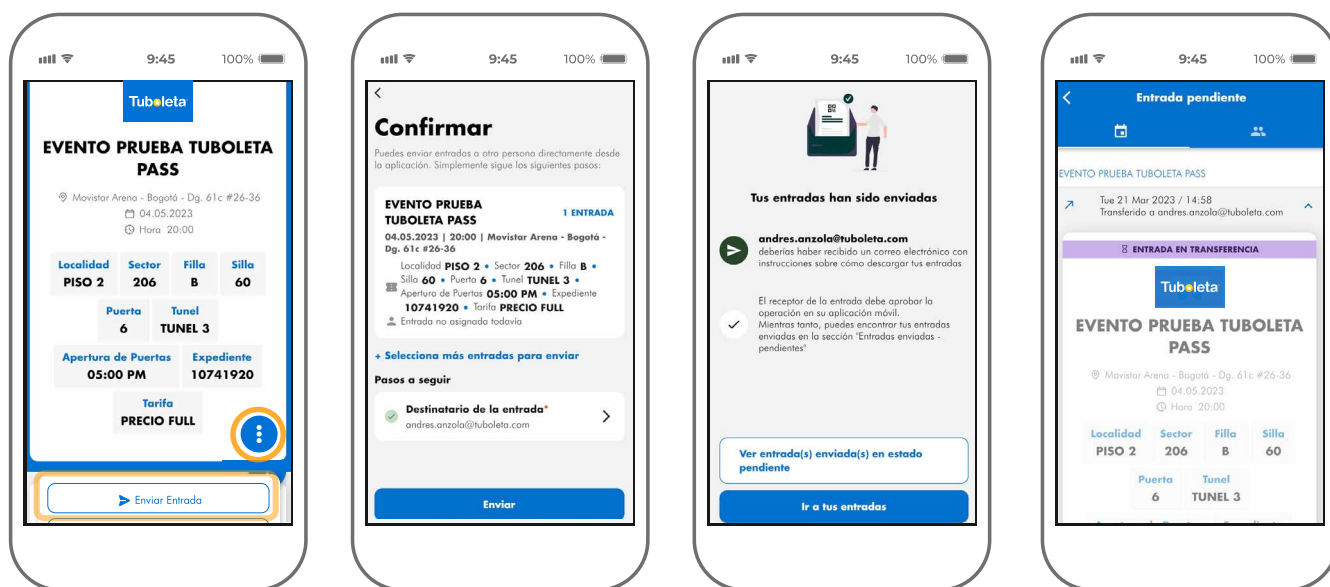 9:45
100%
Tuboleta
EVENTO PRUEBA TUBOLETA
PASS
Movistar Arena - Bogotá - Dg. 61c #26-36
04.05.2023
Hora 20:00
Localidad Sector Filla Silla
PISO 2 206 B 60
Puerta Tunel
6 TUNEL 3
Apertura de Puertas Expediente
05:00 PM 10741920
Tarifa
PRECIO FULL
Enviar Entrada
9:45
100%
Confirmar
Puedes enviar entradas a otra persona directamente desde
la aplicación. Simplemente sigue los siguientes pasos:
EVENTO PRUEBA
TUBOLETA PASS
1 ENTRADA
04.05.2023 | 20:00 | Movistar Arena - Bogotá -
Dg. 61c #26-36
Localidad PISO 2 • Sector 206 • Filla B •
Silla 60 • Puerta 6 • Tunel TUNEL 3 •
Apertura de Puertas 05:00 PM • Expediente
10741920 • Tarifa PRECIO FULL
Entrada no asignada todavía
+ Selecciona más entradas para enviar
Pasos a seguir
Destinatario de la entrada*
andres.anzola@tuboleta.com
Enviar
9:45
100%
Tus entradas han sido enviadas
andres.anzola@tuboleta.com
deberías haber recibido un correo electrónico con
instrucciones sobre cómo descargar tus entradas
El receptor de la entrada debe aprobar la
operación en su aplicación móvil.
Mientras tanto, puedes encontrar tus entradas
enviadas en la sección "Entradas enviadas -
pendientes"
Ver entrada(s) enviada(s) en estado
pendiente
Ir a tus entradas
9:45
100%
Entrada pendiente
EVENTO PRUEBA TUBOLETA PASS
Tue 21 Mar 2023 / 14:58
Transferido a andres.anzola@tuboleta.com
ENTRADA EN TRANSFERENCIA
Tuboleta
EVENTO PRUEBA TUBOLETA
PASS
Movistar Arena - Bogotá - Dg. 61c #26-36
04.05.2023
Hora 20:00
Localidad Sector Filla Silla
PISO 2 206 B 60
Puerta Tunel
6 TUNEL 3